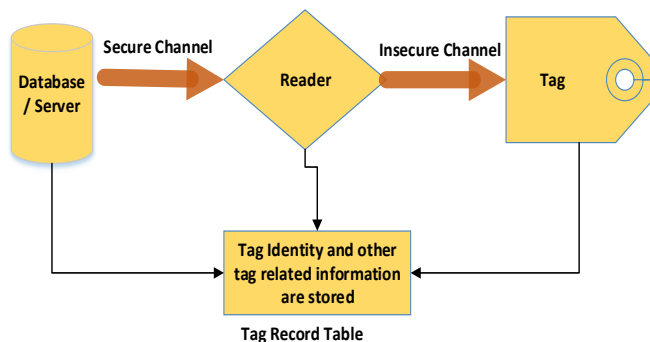 Secure Channel
Insecure Channel
Database
/ Server
Reader
Tag
Tag Identity and other
tag related information
are stored
Tag Record Table